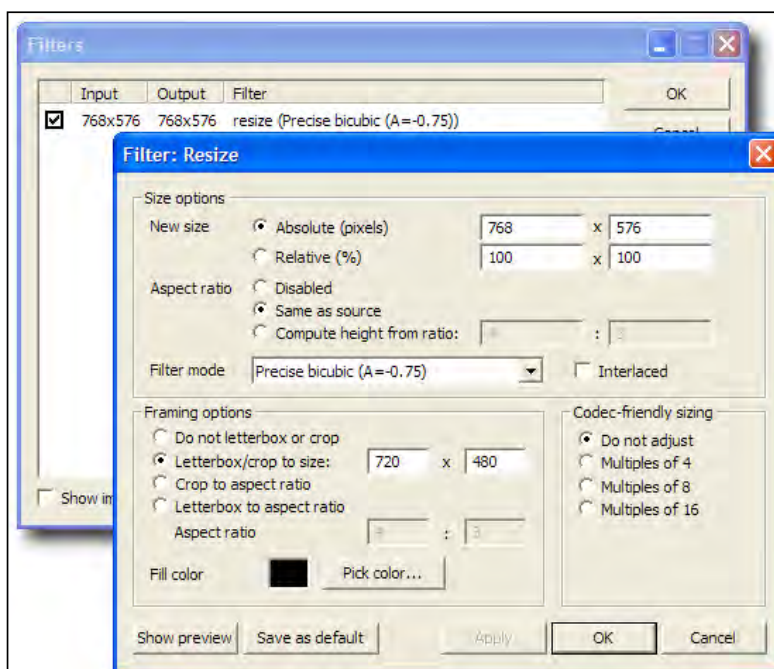 Filters
Input Output Filter
768x576 768x576 resize (Precise bicubic (A=-0.75))
OK
Filter: Resize
Size options
New size Absolute (pixels) 768 x 576
Relative (%) 100 x 100
Aspect ratio Disabled
Same as source
Compute height from ratio: : 
Filter mode Precise bicubic (A=-0.75) Interlaced
Framing options
Do not letterbox or crop
Letterbox/crop to size: 720 x 480
Crop to aspect ratio
Letterbox to aspect ratio
Aspect ratio 4 : 3
Fill color Pick color...
Codec-friendly sizing
Do not adjust
Multiples of 4
Multiples of 8
Multiples of 16
Show
Show preview Save as default Apply OK Cancel